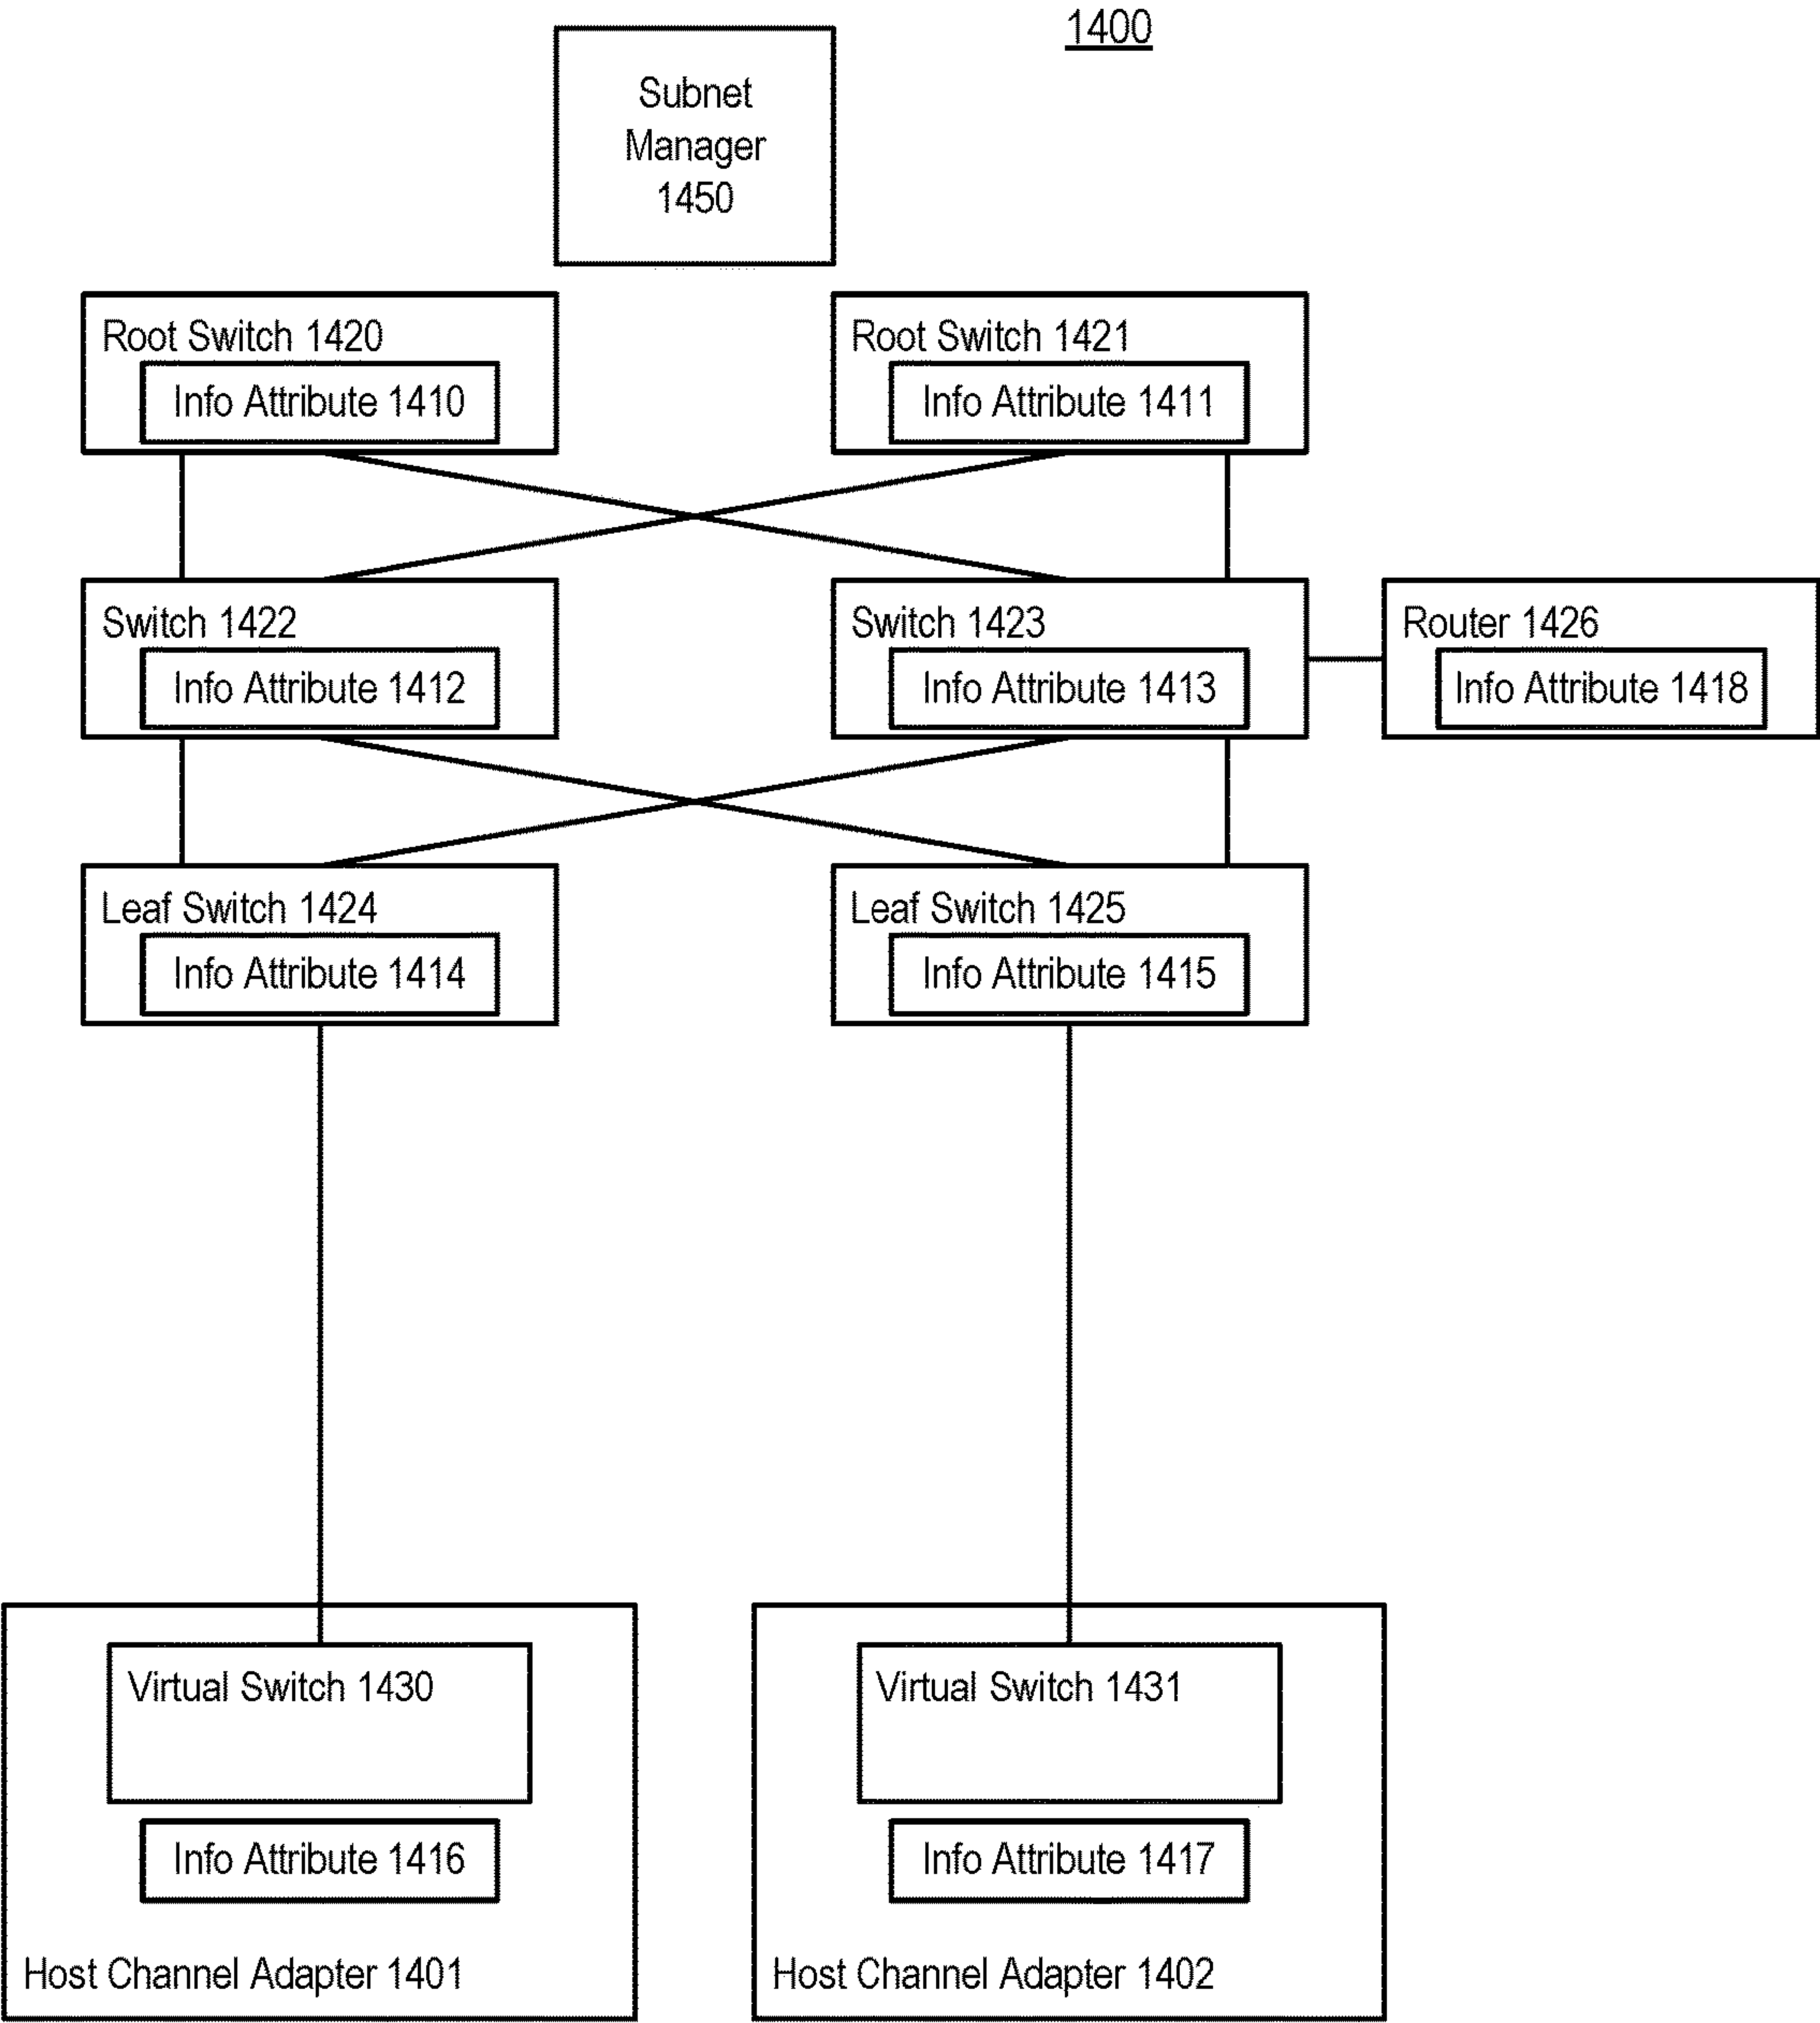 1400
Subnet
Manager
1450
Root Switch 1420
Info Attribute 1410
Root Switch 1421
Info Attribute 1411
Switch 1422
Info Attribute 1412
Switch 1423
Info Attribute 1413
Router 1426
Info Attribute 1418
Leaf Switch 1424
Info Attribute 1414
Leaf Switch 1425
Info Attribute 1415
Virtual Switch 1430
Info Attribute 1416
Host Channel Adapter 1401
Virtual Switch 1431
Info Attribute 1417
Host Channel Adapter 1402